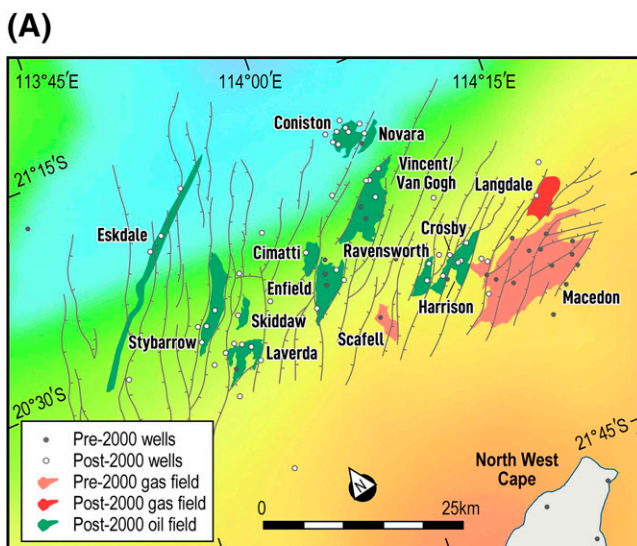 (A)
113°45′E
114°00′E
114°15′E
Coniston
Novara
21°15′S
Vincent/
Van Gogh
Langdale
Eskdale
Crosby
Cimatti
Ravensworth
Enfield
Harrison
Macedon
Skiddaw
Stybarrow
Scafell
Laverda
20°30′S
21°45′S
Pre-2000 wells
Post-2000 wells
Pre-2000 gas field
Post-2000 gas field
Post-2000 oil field
N
0
25km
North West
Cape